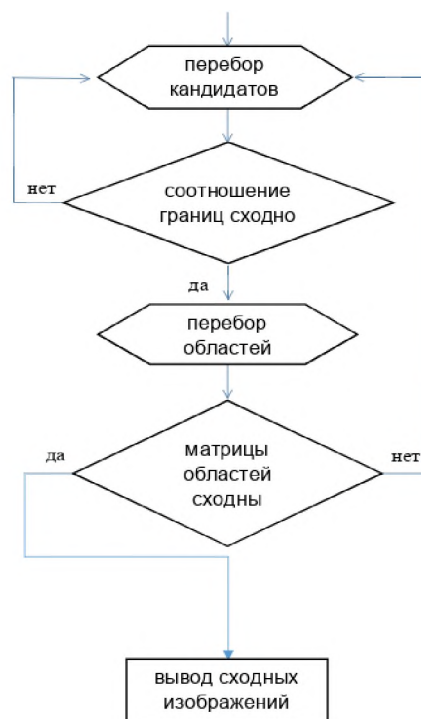 перебор
кандидатов
нет
соотношение
границ сходно
да
перебор
областей
да
матрицы
областей
сходны
нет
вывод сходных
изображений